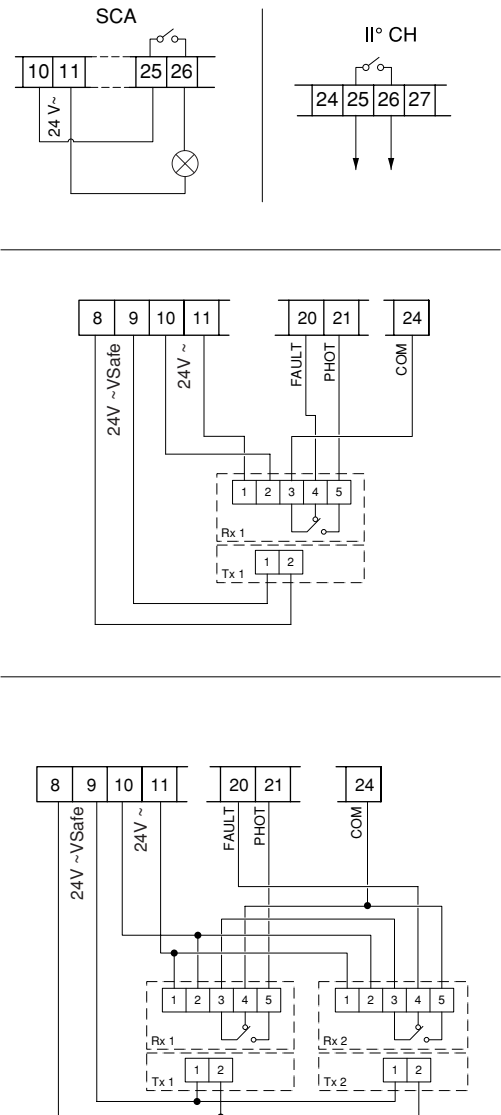 SCA
10 11 25 26
24 V~
II° CH
24 25 26 27
8 9 10 11 20 21 24
24V ~VSafe
24V ~
FAULT
PHOT
COM
1 2 3 4 5
Rx 1
1 2
Tx 1
8 9 10 11 20 21 24
24V ~VSafe
24V ~
FAULT
PHOT
COM
1 2 3 4 5
1 2 3 4 5
Rx 1
Rx 2
1 2
1 2
Tx 1
Tx 2